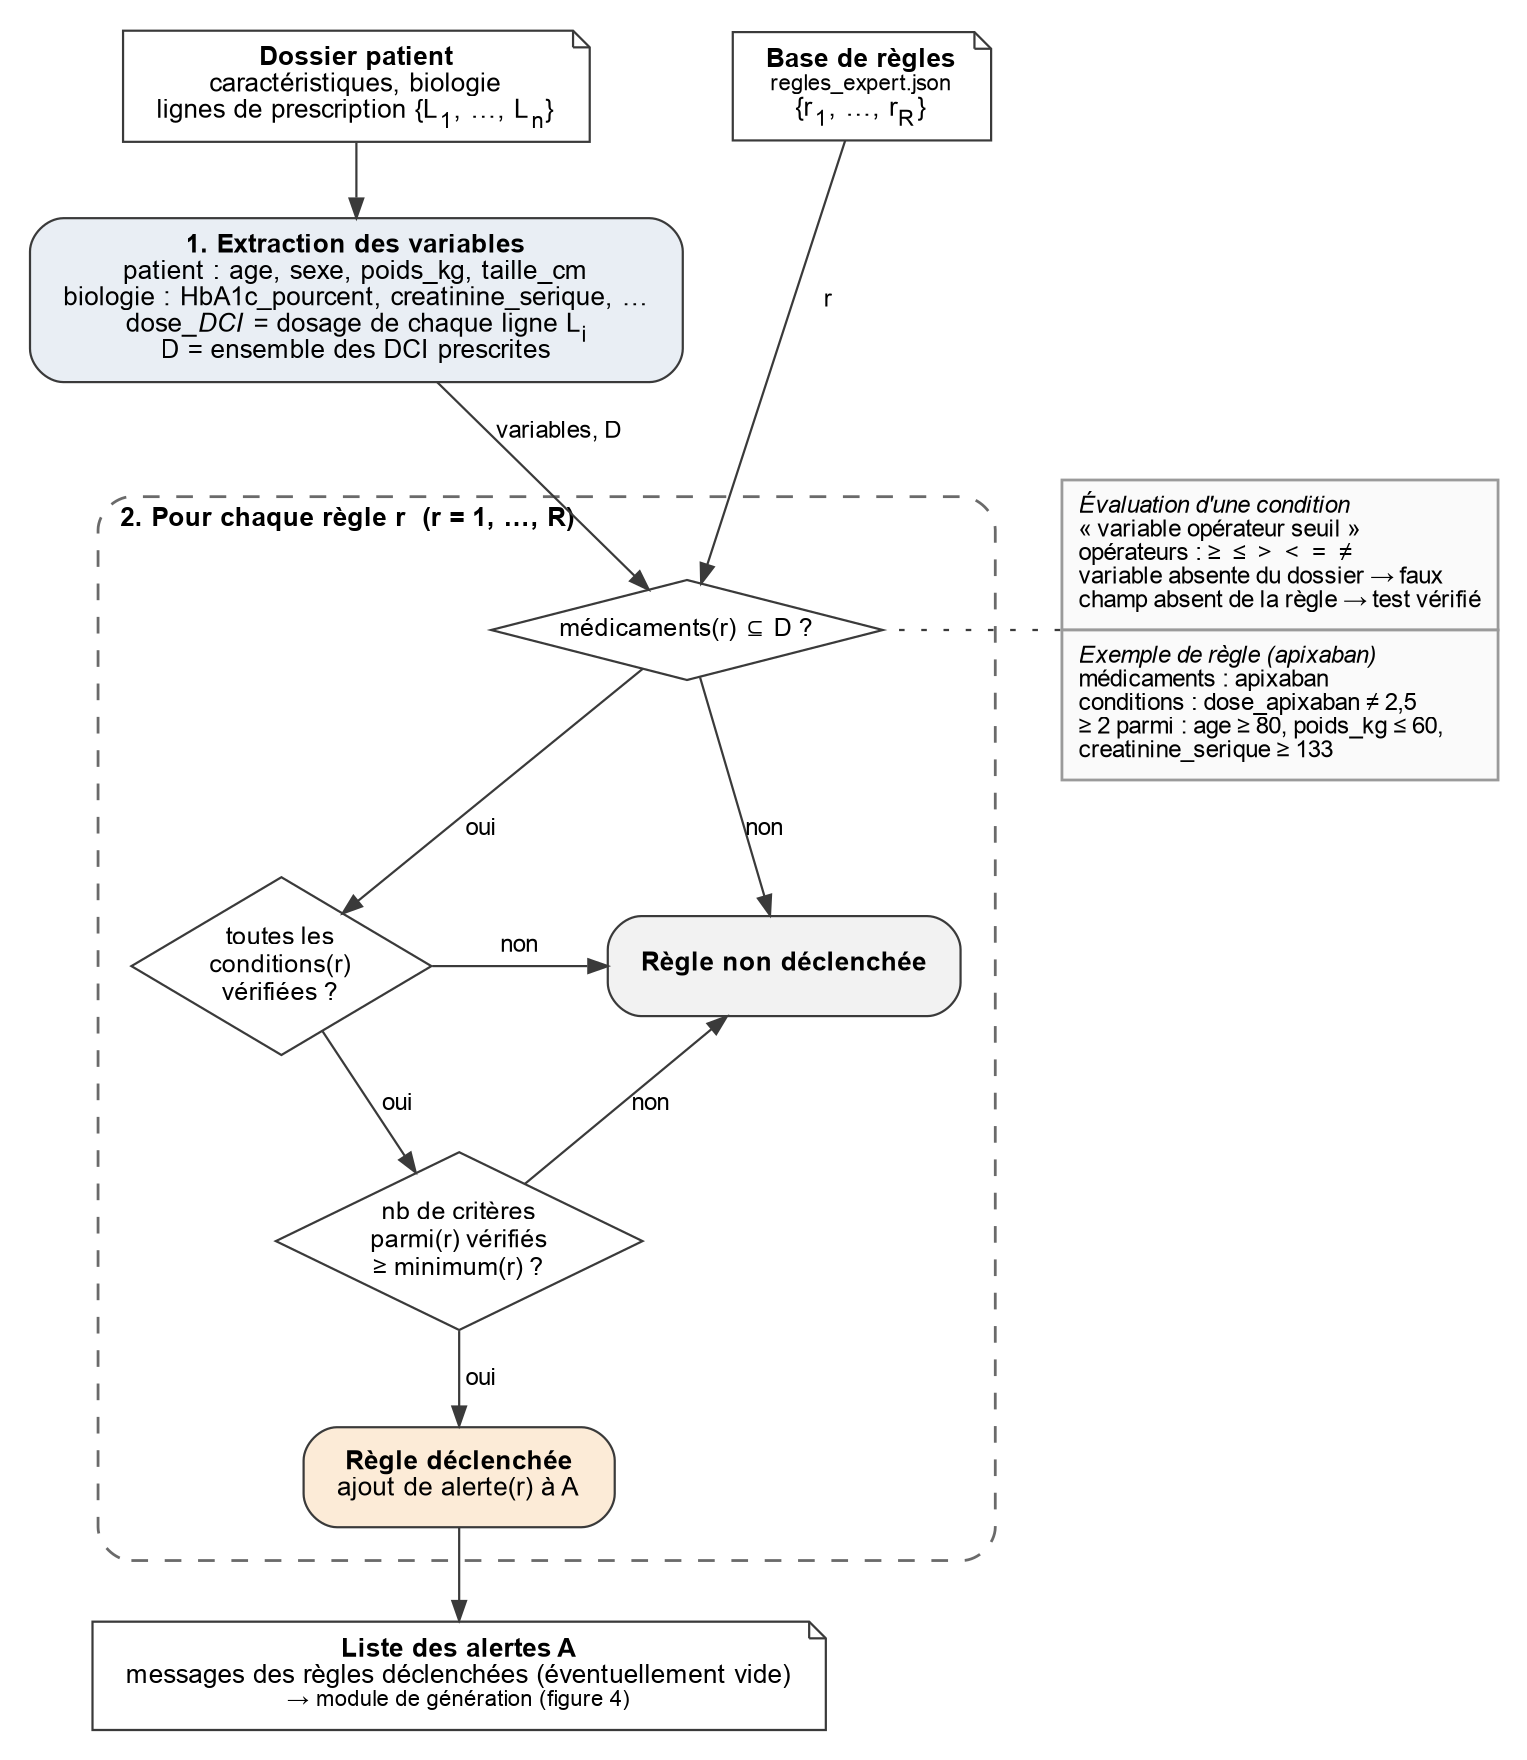 Dossier patient
caractéristiques, biologie
lignes de prescription {L1, …, Ln}
Base de règles
regles_expert.json
{r1, …, rR}
1. Extraction des variables
patient : age, sexe, poids_kg, taille_cm
biologie : HbA1c_pourcent, creatinine_serique, …
dose_DCI = dosage de chaque ligne Li
D = ensemble des DCI prescrites
r
variables, D
2. Pour chaque règle r (r = 1, …, R)
Évaluation d'une condition
« variable opérateur seuil »
opérateurs : ≥ ≤ > < = ≠
variable absente du dossier → faux
champ absent de la règle → test vérifié
médicaments(r) ⊆ D ?
Exemple de règle (apixaban)
médicaments : apixaban
conditions : dose_apixaban ≠ 2,5
≥ 2 parmi : age ≥ 80, poids_kg ≤ 60,
creatinine_serique ≥ 133
oui
non
toutes les
conditions(r)
vérifiées ?
non
Règle non déclenchée
oui
non
nb de critères
parmi(r) vérifiés
≥ minimum(r) ?
oui
Règle déclenchée
ajout de alerte(r) à A
Liste des alertes A
messages des règles déclenchées (éventuellement vide)
→ module de génération (figure 4)